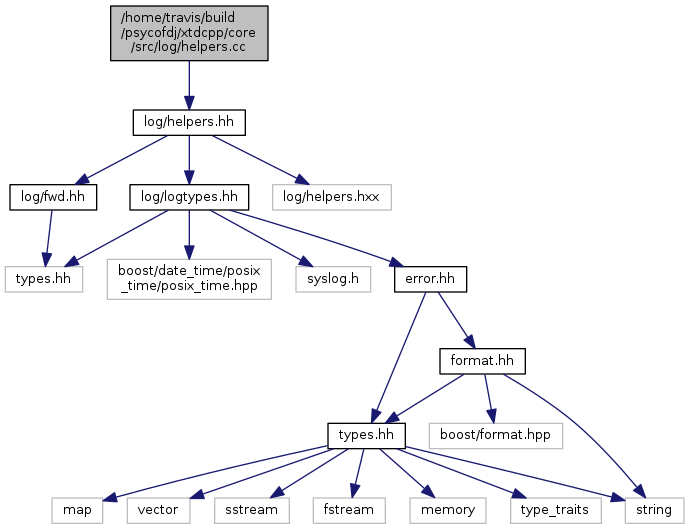 /home/travis/build
/psycofdj/xtdcpp/core
/src/log/helpers.cc
log/helpers.hh
log/fwd.hh
log/logtypes.hh
log/helpers.hxx
types.hh
boost/date_time/posix
_time/posix_time.hpp
syslog.h
error.hh
format.hh
types.hh
boost/format.hpp
map
vector
sstream
fstream
memory
type_traits
string